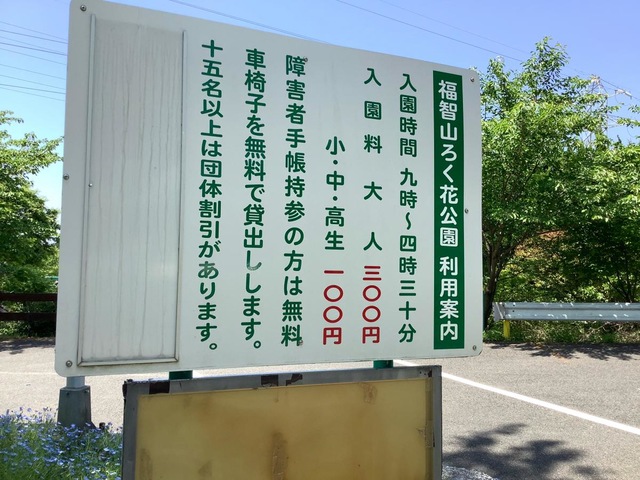 福智山ろく花公園 利用案内
入園時間 九時〜四時三十分
入園料 大人 三〇〇円
小・中・高生 一〇〇円
障害者手帳持参の方は無料
車椅子を無料で貸出しします。
十五名以上は団体割引があります。